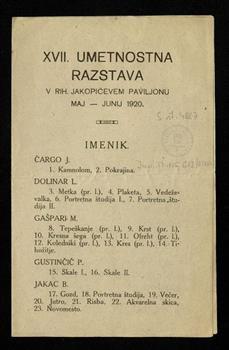 XVII. UMETNOSTNA
RAZSTAVA
V RIH. JAKOPIČEVEM PAVILJONU
MAJ — JUNIJ 1920.
IMENIK.
ČARGO J.
1. Kamnolom, 2. Pokrajina.
DOLINAR L.
3. Metka (pr. l.), 4. Plaketa, 5. Vedeže-
valka, 6. Portretna študija I., 7. Portretna štu-
dija II.
GAŠPARI M.
8. Tepeškanje (pr. l.), 9. Krst (pr. l.),
10. Kresna šega (pr. l.), 11. Ofreht (pr. l.),
12. Koledniki (pr. l.), 13. Kres (pr. l.), 14. Ti-
hožitje.
GUSTINČIČ P.
15. Skale I., 16. Skale II.
JAKAC B.
17. Gozd, 18. Portretna študija, 19. Večer,
20. Jutro, 21. Risba, 22. Akvarelna skica,
23. Novomesto.